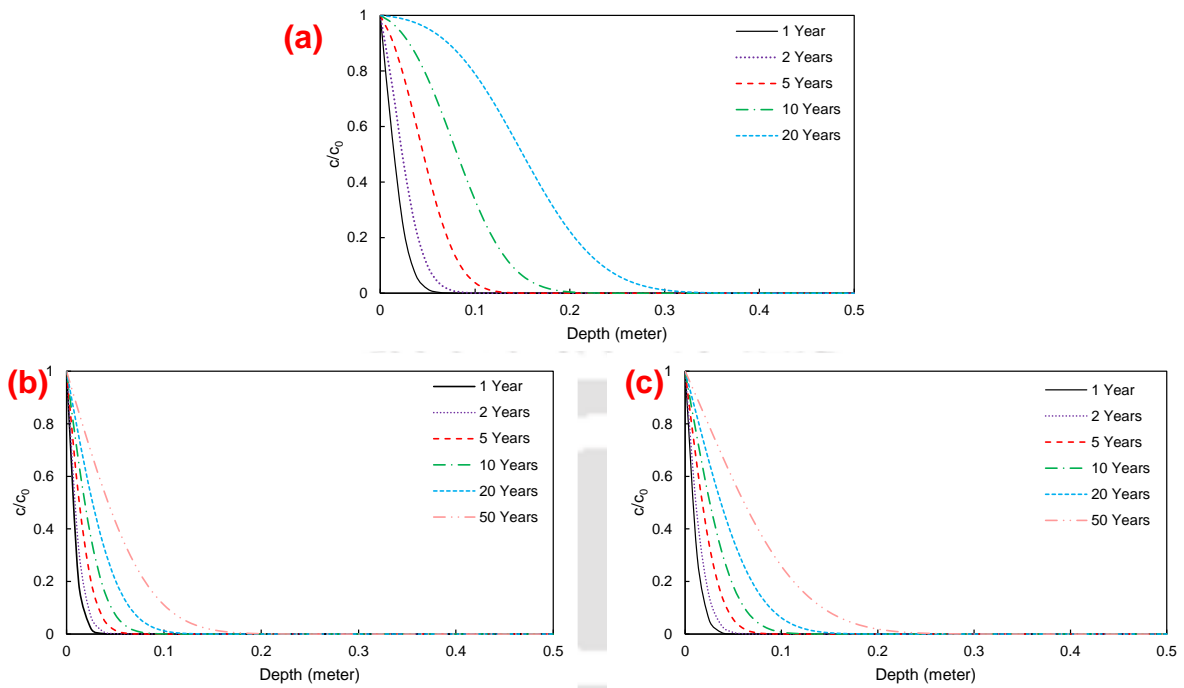 (a)
1
0.8
0.6
0.4
0.2
0
c/c0
0
0.1
0.2
0.3
0.4
0.5
Depth (meter)
1 Year
2 Years
5 Years
10 Years
20 Years
(b)
1
0.8
0.6
0.4
0.2
0
c/c0
0
0.1
0.2
0.3
0.4
0.5
Depth (meter)
1 Year
2 Years
5 Years
10 Years
20 Years
50 Years
(c)
1
0.8
0.6
0.4
0.2
0
c/c0
0
0.1
0.2
0.3
0.4
0.5
Depth (meter)
1 Year
2 Years
5 Years
10 Years
20 Years
50 Years